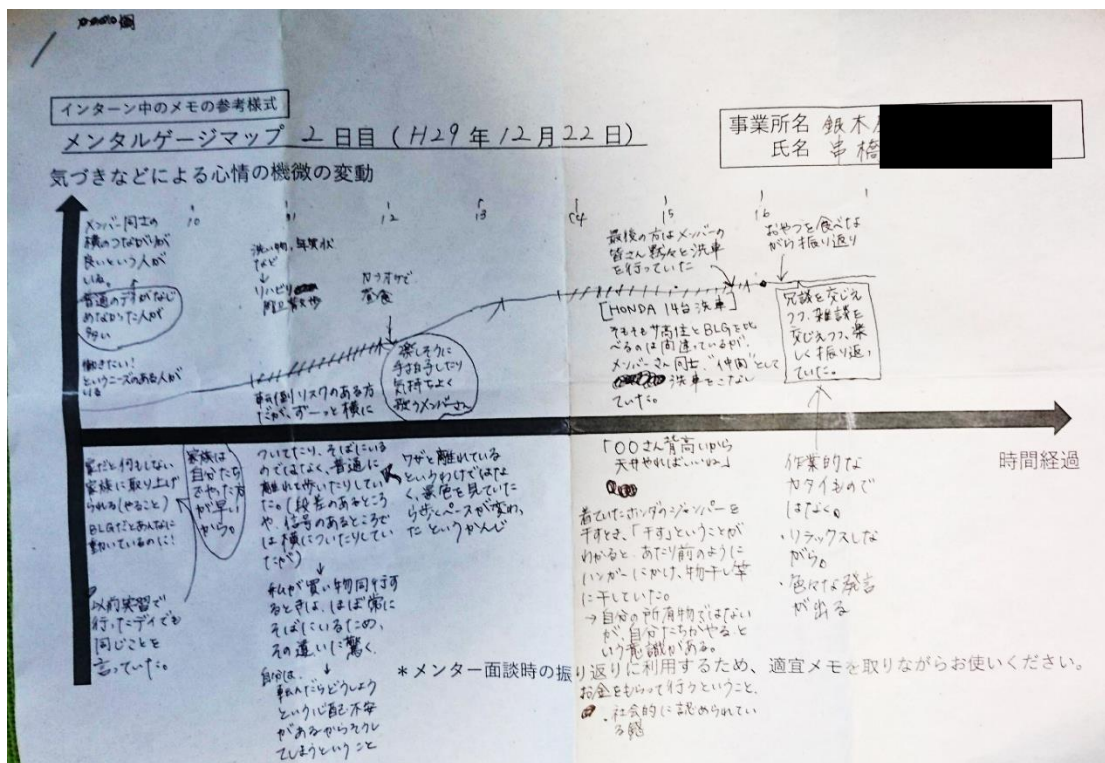 インターン中のメモの参考様式
メンタルゲージマップ 2日目(H29年12月22日)
事業所名 銀木
氏名 串橋
気づきなどによる心情の機微の変動
10
11
12
13
14
15
16
メンバー同士の
横のつながりが
良いという人が
いる。
普通のデイがなじ
めなかった人が
多い
働きたい!
というニーズのある人が
いる
洗い物、年賀状
など
リハビリ
散歩
カラオケで
昼食
楽しそうに
手拍子したり
気持ちよく
歌うメンバーさん
最後の方はメンバーの
皆さん黙々と洗車
を行っていた
[HONDA 14台洗車]
そもそもサ高住とBLGを比
べるのは間違っているが、
メンバーさん同士、“仲間”として
洗車をこなし
ていた。
おやつを食べな
がら振り返り
冗談を交じえ
つつ、雑談を
交じえつつ、楽
しく振り返っ
ていた。
時間経過
家だと何もしない
家族に取り上げ
られる(やること)
BLGだとあんなに
動いているのに!
家族は
自分たち
でやった方
が早い
から。
以前実習で
行ったデイでも
同じことを
言っていた。
転倒リスクのある方
だが、ずーっと横に
ついてたり、そばにいる
のではなく、普通に
離れて歩いたりしてい
た。(段差のあるところ
や、信号のあるところで
は横についたりしてい
たが)
ワザと離れている
というわけではな
く、景色を見ていた
ら歩くペースが変わっ
た というかんじ
私が買い物同行す
るときは、ほぼ常に
そばにいるため、
その違いに驚く。
自分は、
転んだらどうしよう
という心配・不安
があるからそうし
てしまうということ
「〇〇さん背高いから
天井やればいいわ」
着ていたホンダのジャンパーを
干すとき、「干す」ということが
わかると、あたり前のように
ハンガーにかけ、物干し竿
に干していた。
→自分の所有物ではない
が、自分たちがやると
いう意識がある。
お金をもらって行うということ、
・社会的に認められてい
る
作業的な
カタイものでは
はなく。
・リラックスしな
がら。
・色々な発言
が出る
*メンター面談時の振り返りに利用するため、適宜メモを取りながらお使いください。